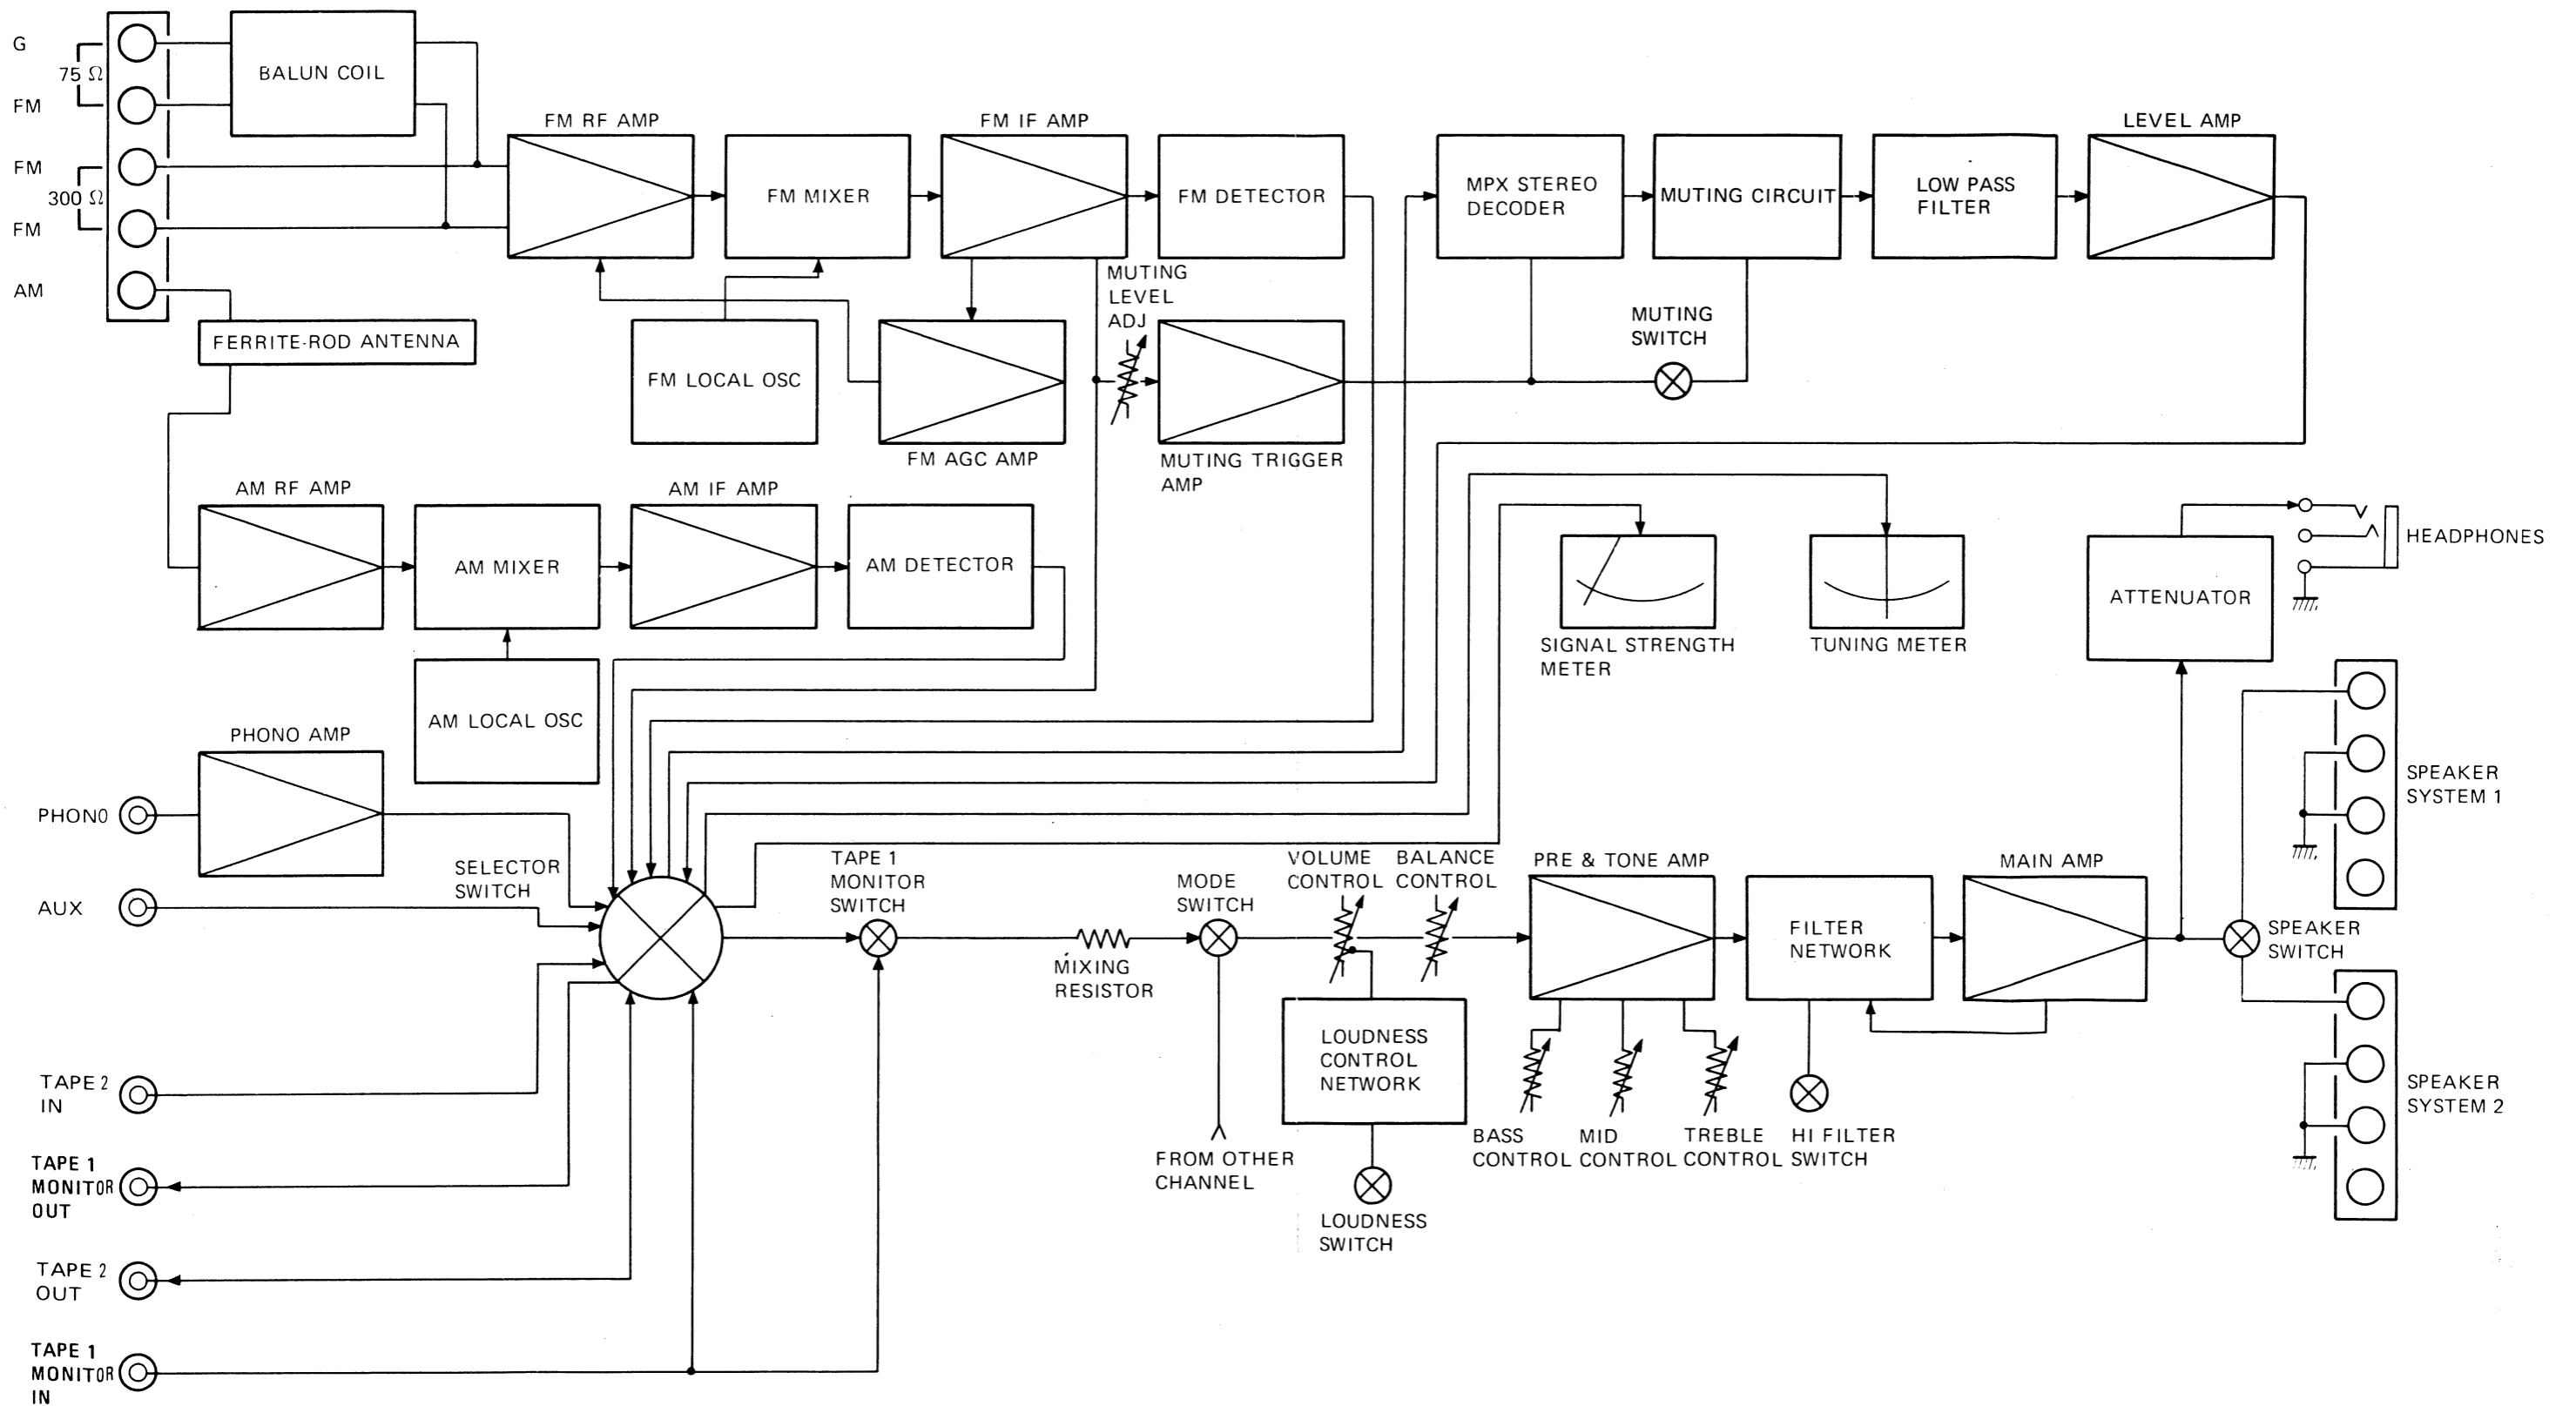 G
75 Ω
FM
FM
300 Ω
FM
AM
BALUN COIL
FM RF AMP
FM MIXER
FM IF AMP
FM DETECTOR
MPX STEREO
DECODER
MUTING CIRCUIT
LOW PASS
FILTER
LEVEL AMP
FERRITE-ROD ANTENNA
FM LOCAL OSC
FM AGC AMP
MUTING
LEVEL
ADJ
MUTING TRIGGER
AMP
MUTING
SWITCH
AM RF AMP
AM MIXER
AM IF AMP
AM DETECTOR
AM LOCAL OSC
SIGNAL STRENGTH
METER
TUNING METER
ATTENUATOR
HEADPHONES
PHONO AMP
PHONO
AUX
SELECTOR
SWITCH
TAPE 1
MONITOR
SWITCH
MIXING
RESISTOR
MODE
SWITCH
FROM OTHER
CHANNEL
VOLUME
CONTROL
BALANCE
CONTROL
LOUDNESS
CONTROL
NETWORK
LOUDNESS
SWITCH
PRE & TONE AMP
BASS
CONTROL
MID
CONTROL
TREBLE
CONTROL
FILTER
NETWORK
HI FILTER
SWITCH
MAIN AMP
SPEAKER
SWITCH
SPEAKER
SYSTEM 1
SPEAKER
SYSTEM 2
TAPE 2
IN
TAPE 1
MONITOR
OUT
TAPE 2
OUT
TAPE 1
MONITOR
IN